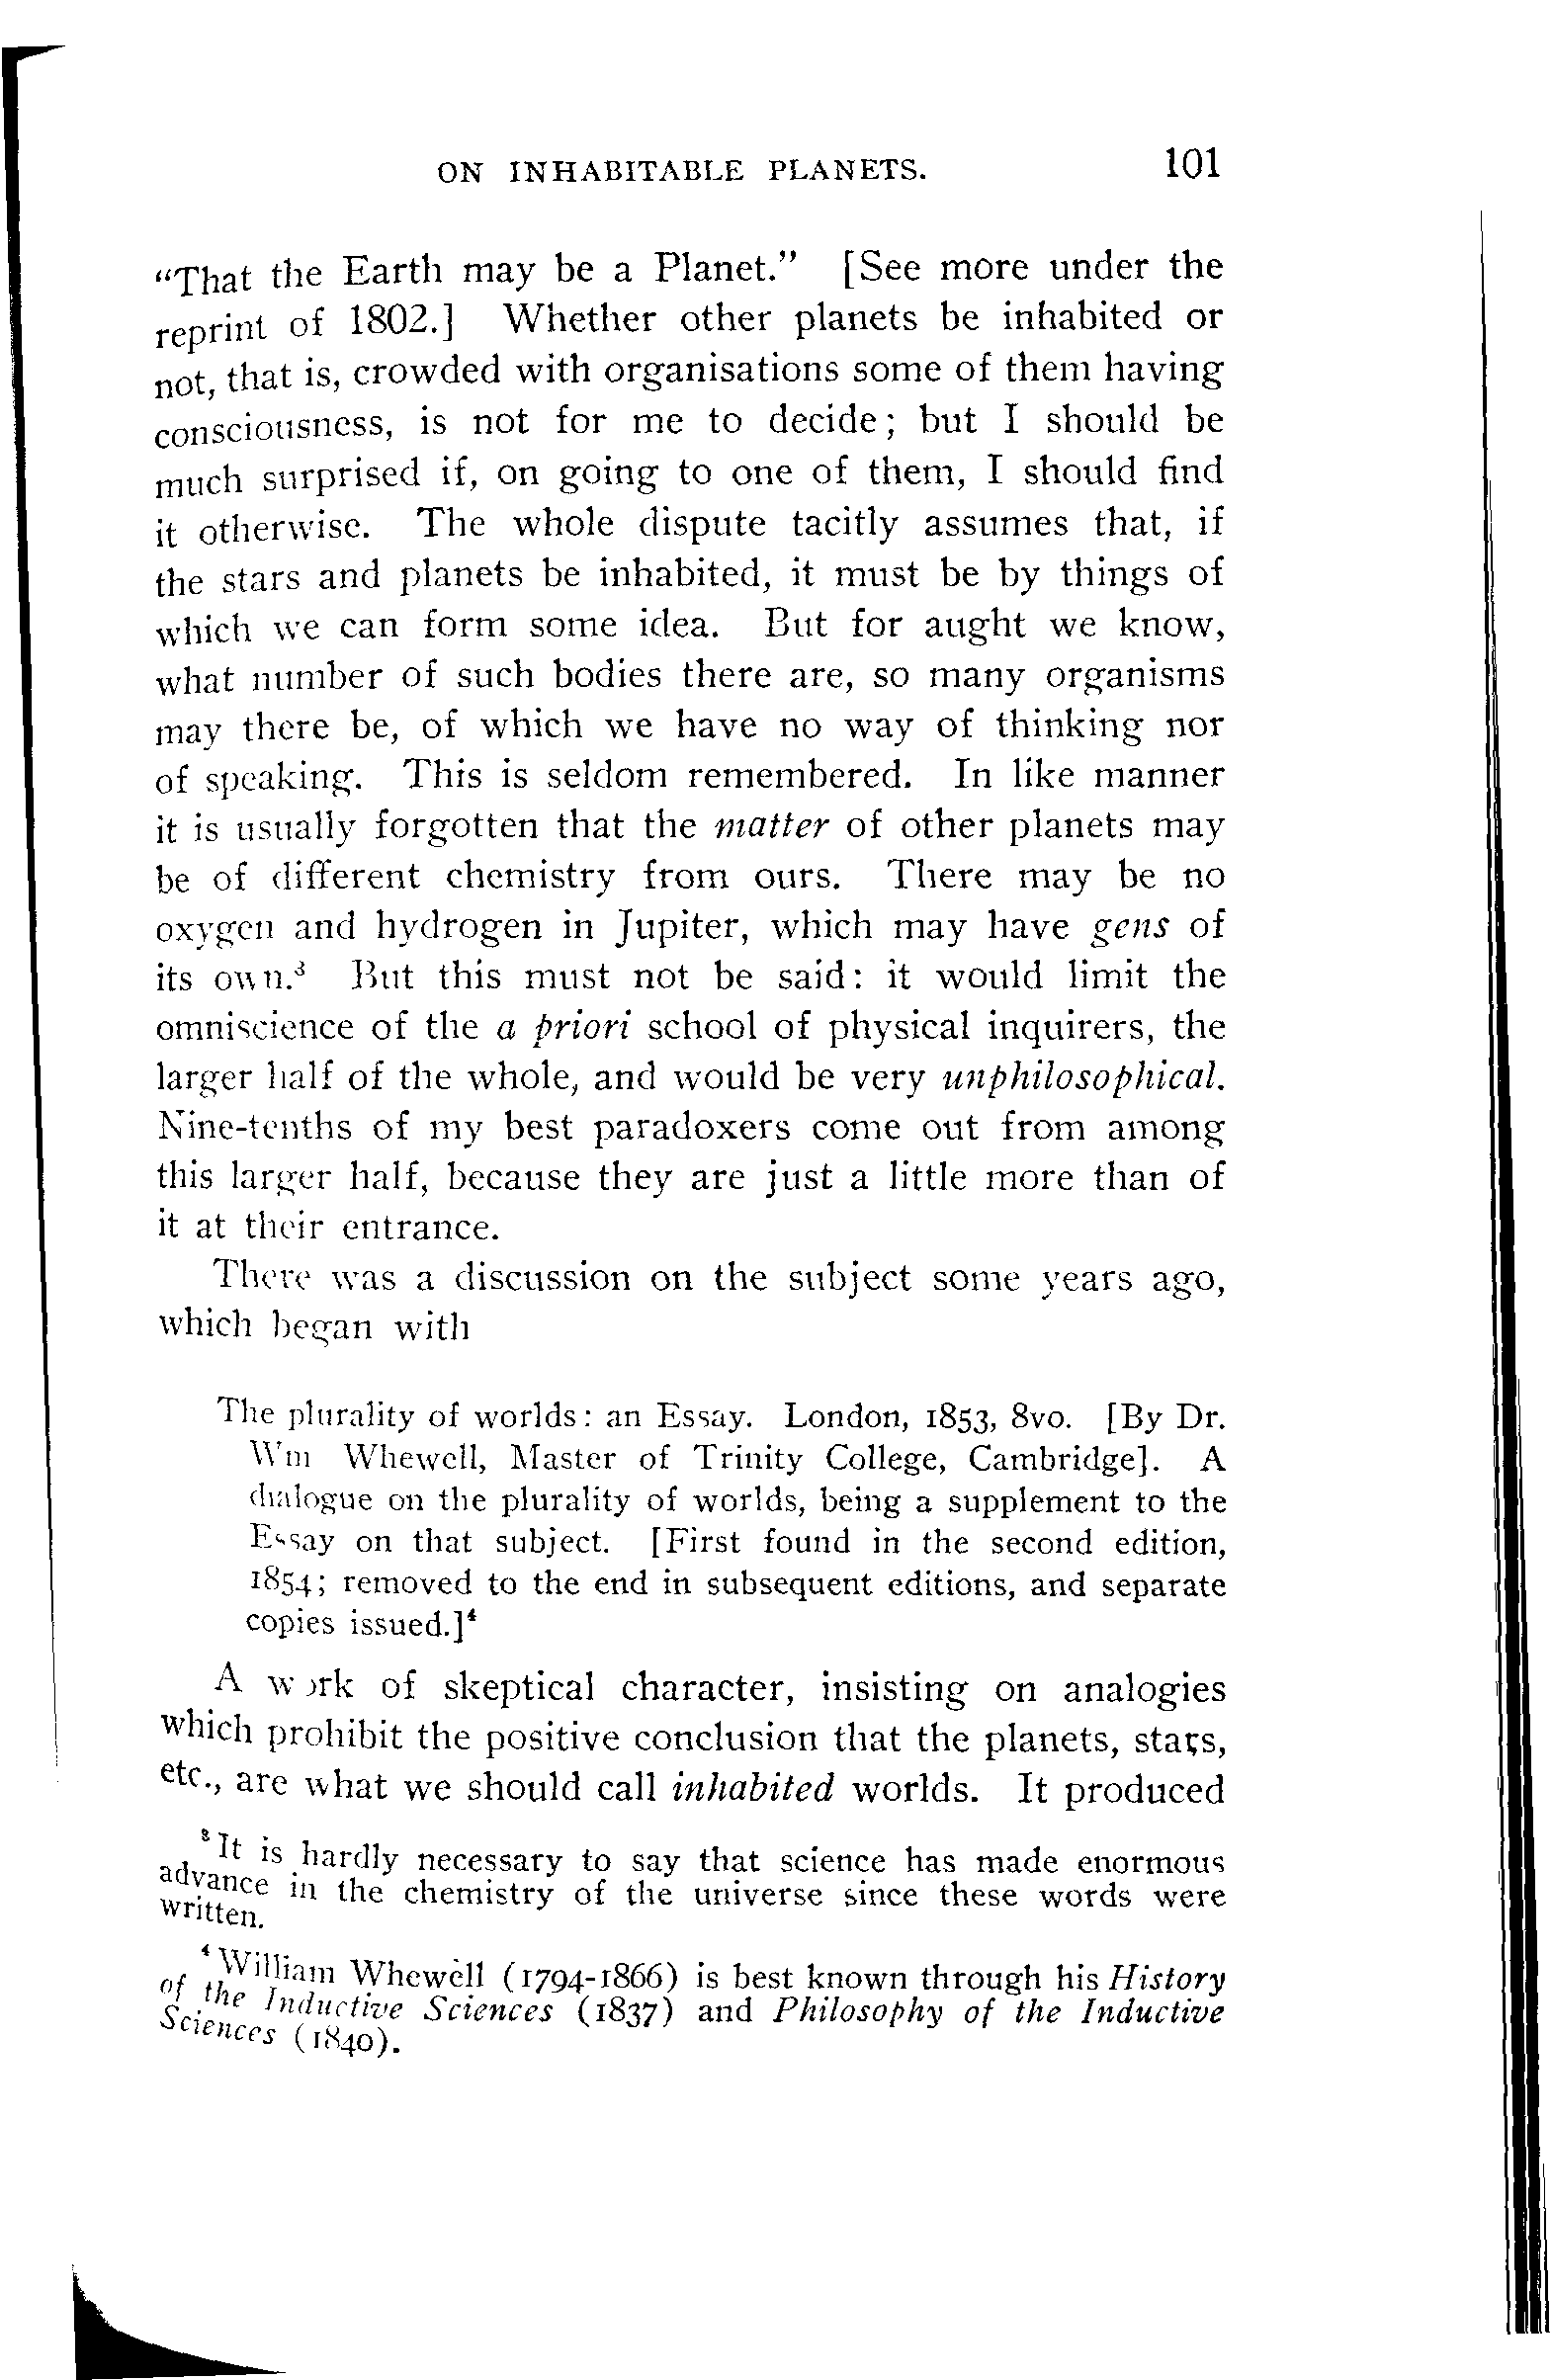 ON INHABITABLE PLANETS. 101
“That the Earth may be a Planet.” [See more under the
reprint of 1802.] Whether other planets be inhabited or
not, that is, crowded with organisations some of them having
consciousness, is not for me to decide; but I should be
much surprised if, on going to one of them, I should find
it otherwise. The whole dispute tacitly assumes that, if
the stars and planets be inhabited, it must be by things of
which we can form some idea. But for aught we know,
what number of such bodies there are, so many organisms
may there be, of which we have no way of thinking nor
of speaking. This is seldom remembered. In like manner
it is usually forgotten that the matter of other planets may
be of different chemistry from ours. There may be no
oxygen and hydrogen in Jupiter, which may have gens of
its own.³ But this must not be said: it would limit the
omniscience of the a priori school of physical inquirers, the
larger half of the whole, and would be very unphilosophical.
Nine-tenths of my best paradoxers come out from among
this larger half, because they are just a little more than of
it at their entrance.
There was a discussion on the subject some years ago,
which began with
The plurality of worlds: an Essay. London, 1853, 8vo. [By Dr.
Wm Whewell, Master of Trinity College, Cambridge]. A
dialogue on the plurality of worlds, being a supplement to the
Essay on that subject. [First found in the second edition,
1854; removed to the end in subsequent editions, and separate
copies issued.]⁴
A work of skeptical character, insisting on analogies
which prohibit the positive conclusion that the planets, stars,
etc., are what we should call inhabited worlds. It produced
³ It is hardly necessary to say that science has made enormous
advance in the chemistry of the universe since these words were
written.
⁴ William Whewell (1794-1866) is best known through his History
of the Inductive Sciences (1837) and Philosophy of the Inductive
Sciences (1840).